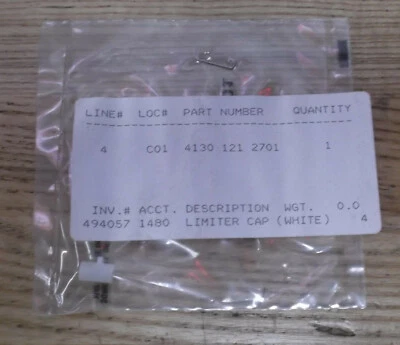 LINE# LOC# PART NUMBER QUANTITY
4 C01 4130 121 2701 1
INV.# ACCT. DESCRIPTION WGT. 0.0
494057 1480 LIMITER CAP (WHITE) 4